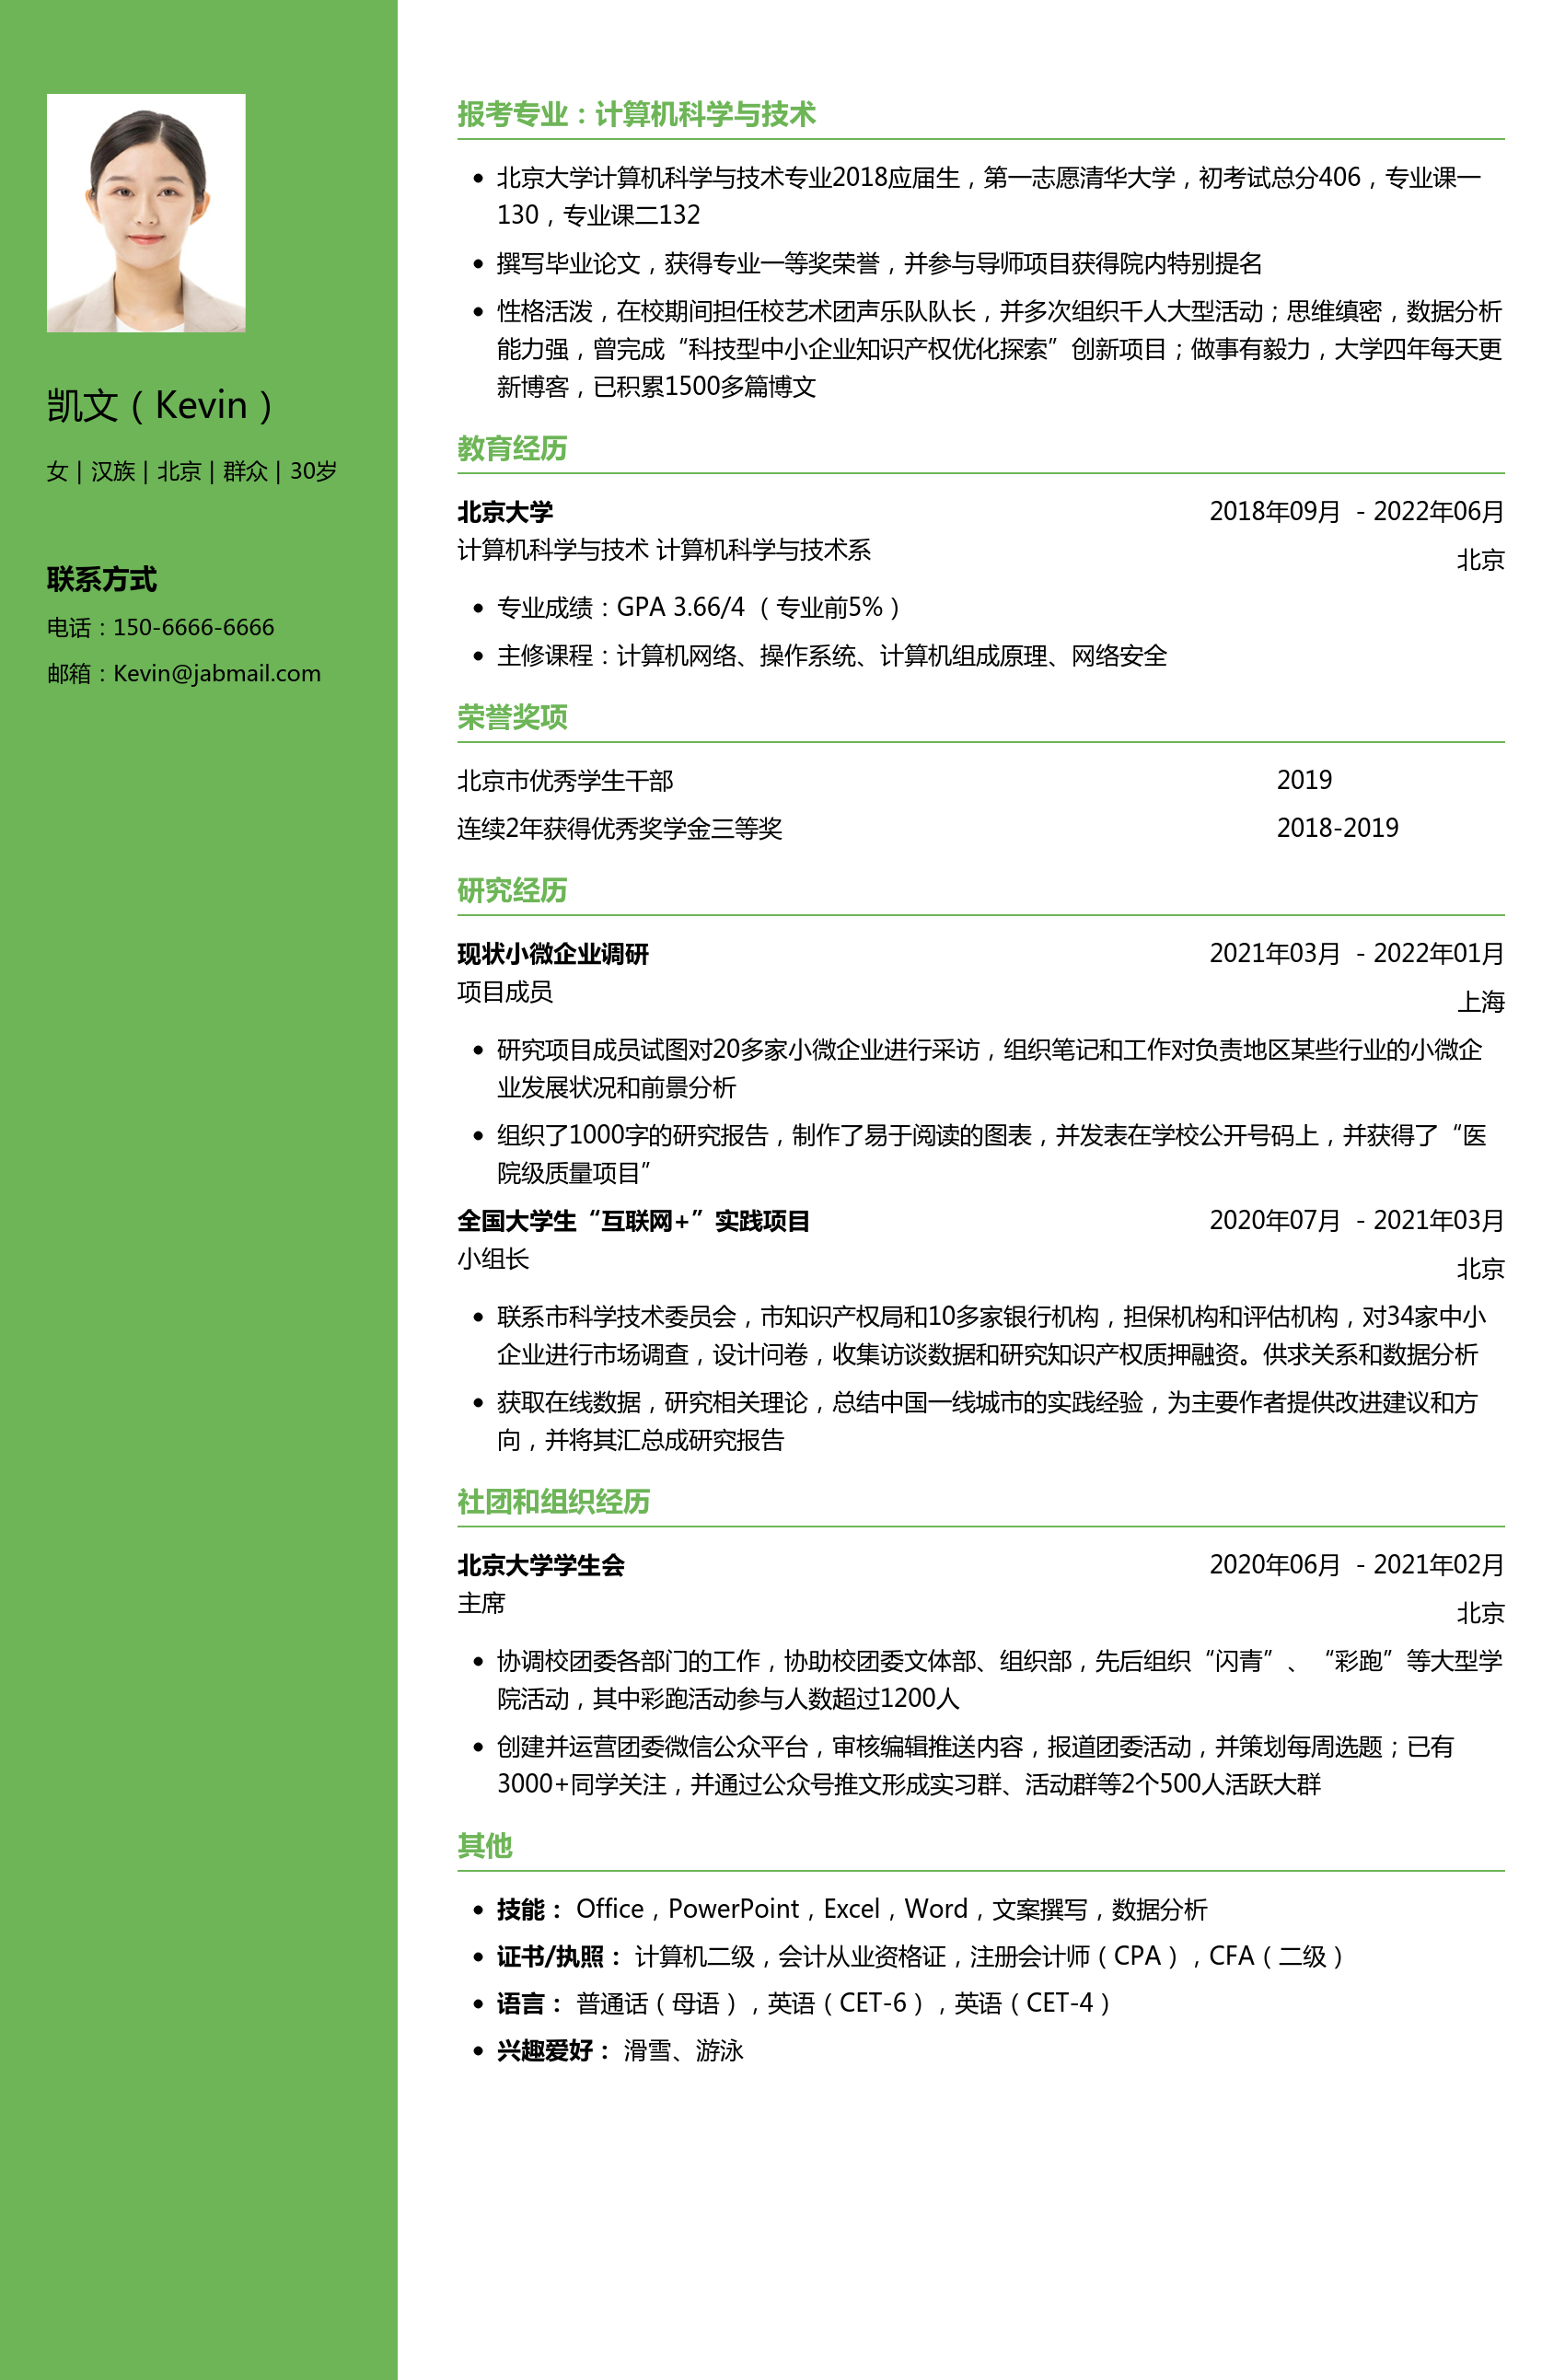 凯文（Kevin）
女 | 汉族 | 北京 | 群众 | 30岁
联系方式
电话：150-6666-6666
邮箱：Kevin@jabmail.com
报考专业：计算机科学与技术
北京大学计算机科学与技术专业2018应届生，第一志愿清华大学，初考试总分406，专业课一
130，专业课二132
撰写毕业论文，获得专业一等奖荣誉，并参与导师项目获得院内特别提名
性格活泼，在校期间担任校艺术团声乐队队长，并多次组织千人大型活动；思维缜密，数据分析
能力强，曾完成“科技型中小企业知识产权优化探索”创新项目；做事有毅力，大学四年每天更
新博客，已积累1500多篇博文
教育经历
北京大学 2018年09月 - 2022年06月
计算机科学与技术 计算机科学与技术系 北京
专业成绩：GPA 3.66/4 （专业前5%）
主修课程：计算机网络、操作系统、计算机组成原理、网络安全
荣誉奖项
北京市优秀学生干部 2019
连续2年获得优秀奖学金三等奖 2018-2019
研究经历
现状小微企业调研 2021年03月 - 2022年01月
项目成员 上海
研究项目成员试图对20多家小微企业进行采访，组织笔记和工作对负责地区某些行业的小微企
业发展状况和前景分析
组织了1000字的研究报告，制作了易于阅读的图表，并发表在学校公开号码上，并获得了“医
院级质量项目”
全国大学生“互联网+”实践项目 2020年07月 - 2021年03月
小组长 北京
联系市科学技术委员会，市知识产权局和10多家银行机构，担保机构和评估机构，对34家中小
企业进行市场调查，设计问卷，收集访谈数据和研究知识产权质押融资。供求关系和数据分析
获取在线数据，研究相关理论，总结中国一线城市的实践经验，为主要作者提供改进建议和方
向，并将其汇总成研究报告
社团和组织经历
北京大学学生会 2020年06月 - 2021年02月
主席 北京
协调校团委各部门的工作，协助校团委文体部、组织部，先后组织“闪青”、“彩跑”等大型学
院活动，其中彩跑活动参与人数超过1200人
创建并运营团委微信公众平台，审核编辑推送内容，报道团委活动，并策划每周选题；已有
3000+同学关注，并通过公众号推文形成实习群、活动群等2个500人活跃大群
其他
技能： Office，PowerPoint，Excel，Word，文案撰写，数据分析
证书/执照： 计算机二级，会计从业资格证，注册会计师（CPA），CFA（二级）
语言： 普通话（母语），英语（CET-6），英语（CET-4）
兴趣爱好： 滑雪、游泳